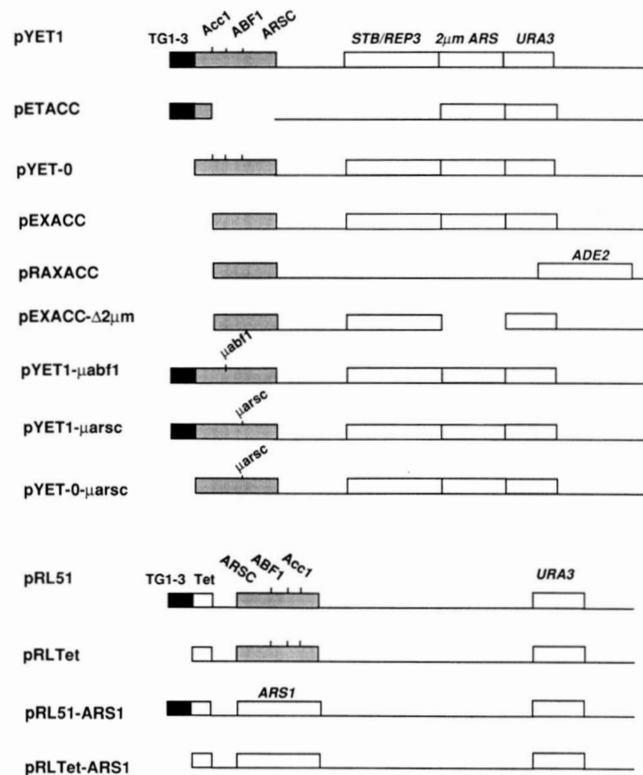 Acc1 ABF1 ARSC
pYET1 TG1-3 STB/REP3 2µm ARS URA3
pETACC
pYET-0
pEXACC
ADE2
pRAXACC
pEXACC-Δ2µm
µabf1
pYET1-µabf1
µarsc
pYET1-µarsc
µarsc
pYET-0-µarsc
ARSC ABF1 Acc1
pRL51 TG1-3 Tet URA3
pRLTet
ARS1
pRL51-ARS1
pRLTet-ARS1